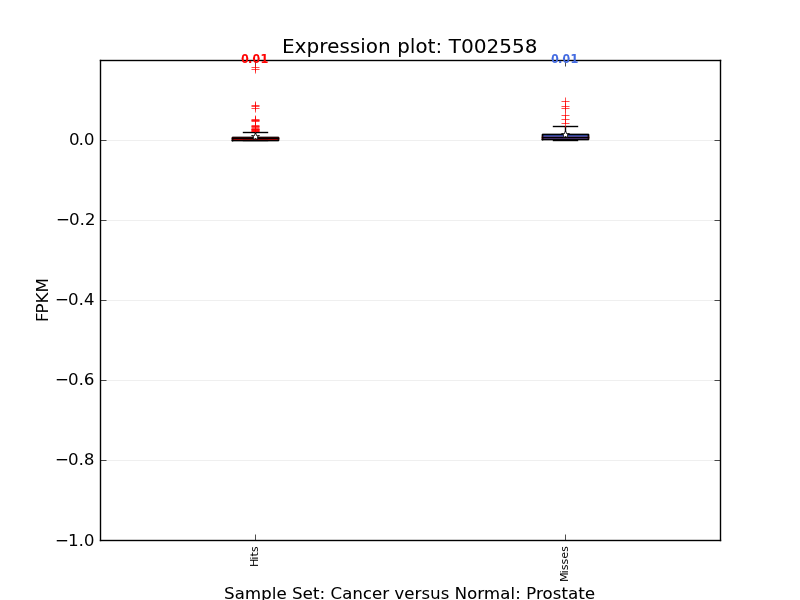 Expression plot: T002558
0.01
0.01
0.0
−0.2
−0.4
−0.6
−0.8
−1.0
FPKM
Hits
Misses
Sample Set: Cancer versus Normal: Prostate